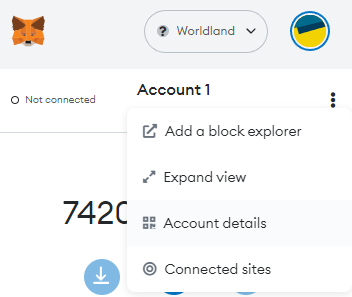 ? Worldland
Not connected
Account 1
Add a block explorer
Expand view
7420
Account details
Connected sites